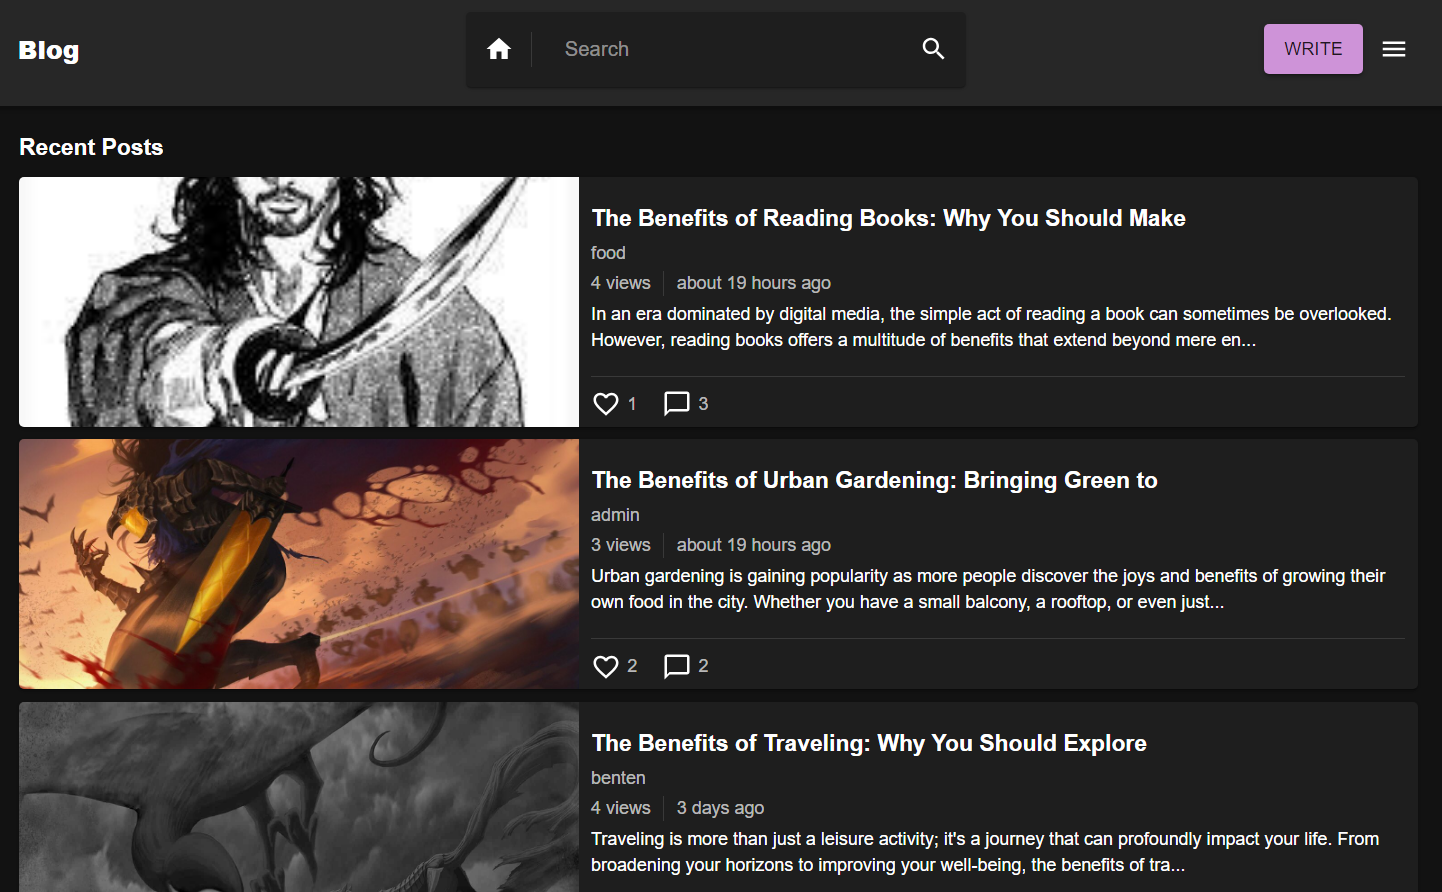 Blog
Search
WRITE
Recent Posts
The Benefits of Reading Books: Why You Should Make
food
4 views
about 19 hours ago
In an era dominated by digital media, the simple act of reading a book can sometimes be overlooked.
However, reading books offers a multitude of benefits that extend beyond mere en...
1
3
The Benefits of Urban Gardening: Bringing Green to
admin
3 views
about 19 hours ago
Urban gardening is gaining popularity as more people discover the joys and benefits of growing their
own food in the city. Whether you have a small balcony, a rooftop, or even just...
2
2
The Benefits of Traveling: Why You Should Explore
benten
4 views
3 days ago
Traveling is more than just a leisure activity; it's a journey that can profoundly impact your life. From
broadening your horizons to improving your well-being, the benefits of tra...